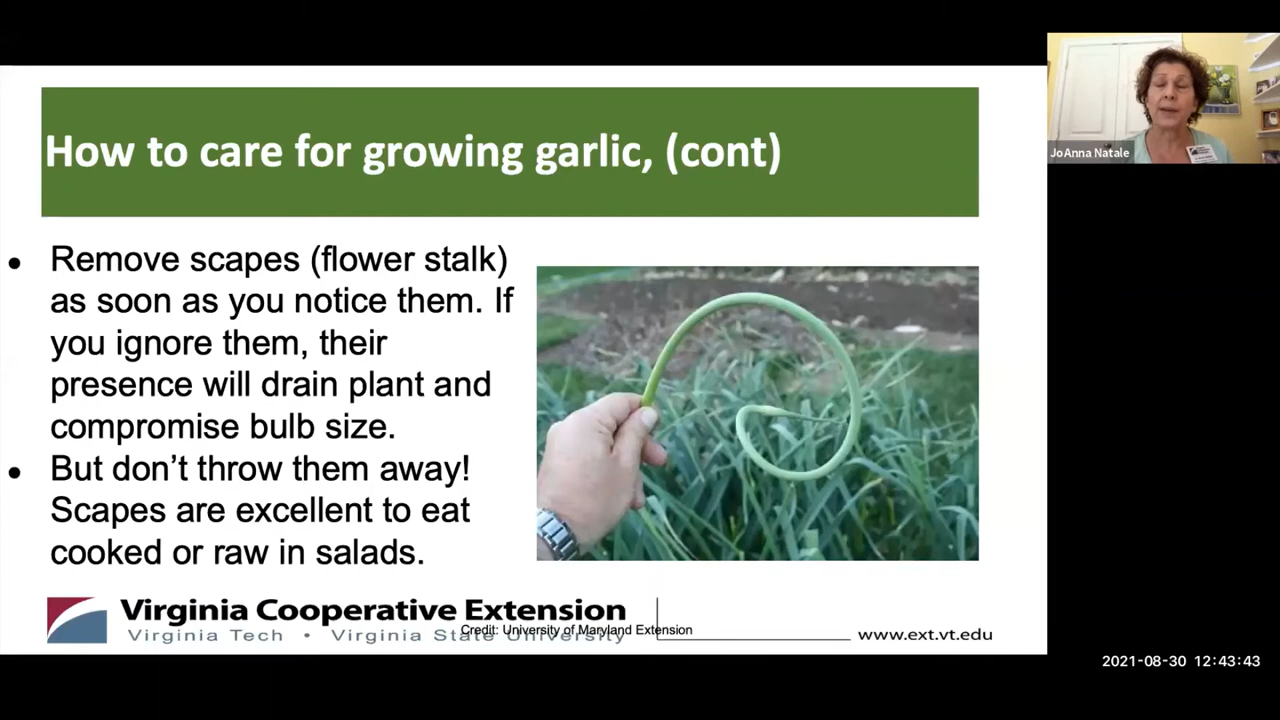 How to care for growing garlic, (cont)
JoAnna Natale
• Remove scapes (flower stalk)
as soon as you notice them. If
you ignore them, their
presence will drain plant and
compromise bulb size.
• But don’t throw them away!
Scapes are excellent to eat
cooked or raw in salads.
Virginia Cooperative Extension
Virginia Tech • Virginia State University
Credit: University of Maryland Extension
www.ext.vt.edu
2021-08-30 12:43:43